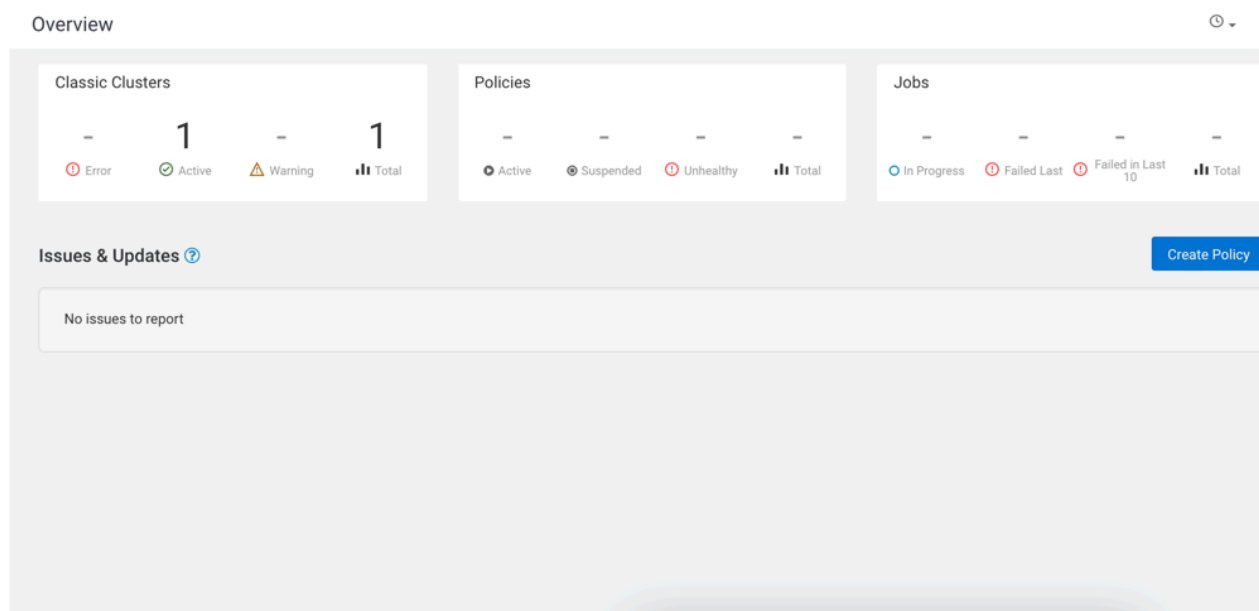 Overview
Classic Clusters
- 1 - 1
Error Active Warning Total
Policies
- - - -
Active Suspended Unhealthy Total
Jobs
- - - -
In Progress Failed Last Failed in Last 10 Total
Issues & Updates
Create Policy
No issues to report